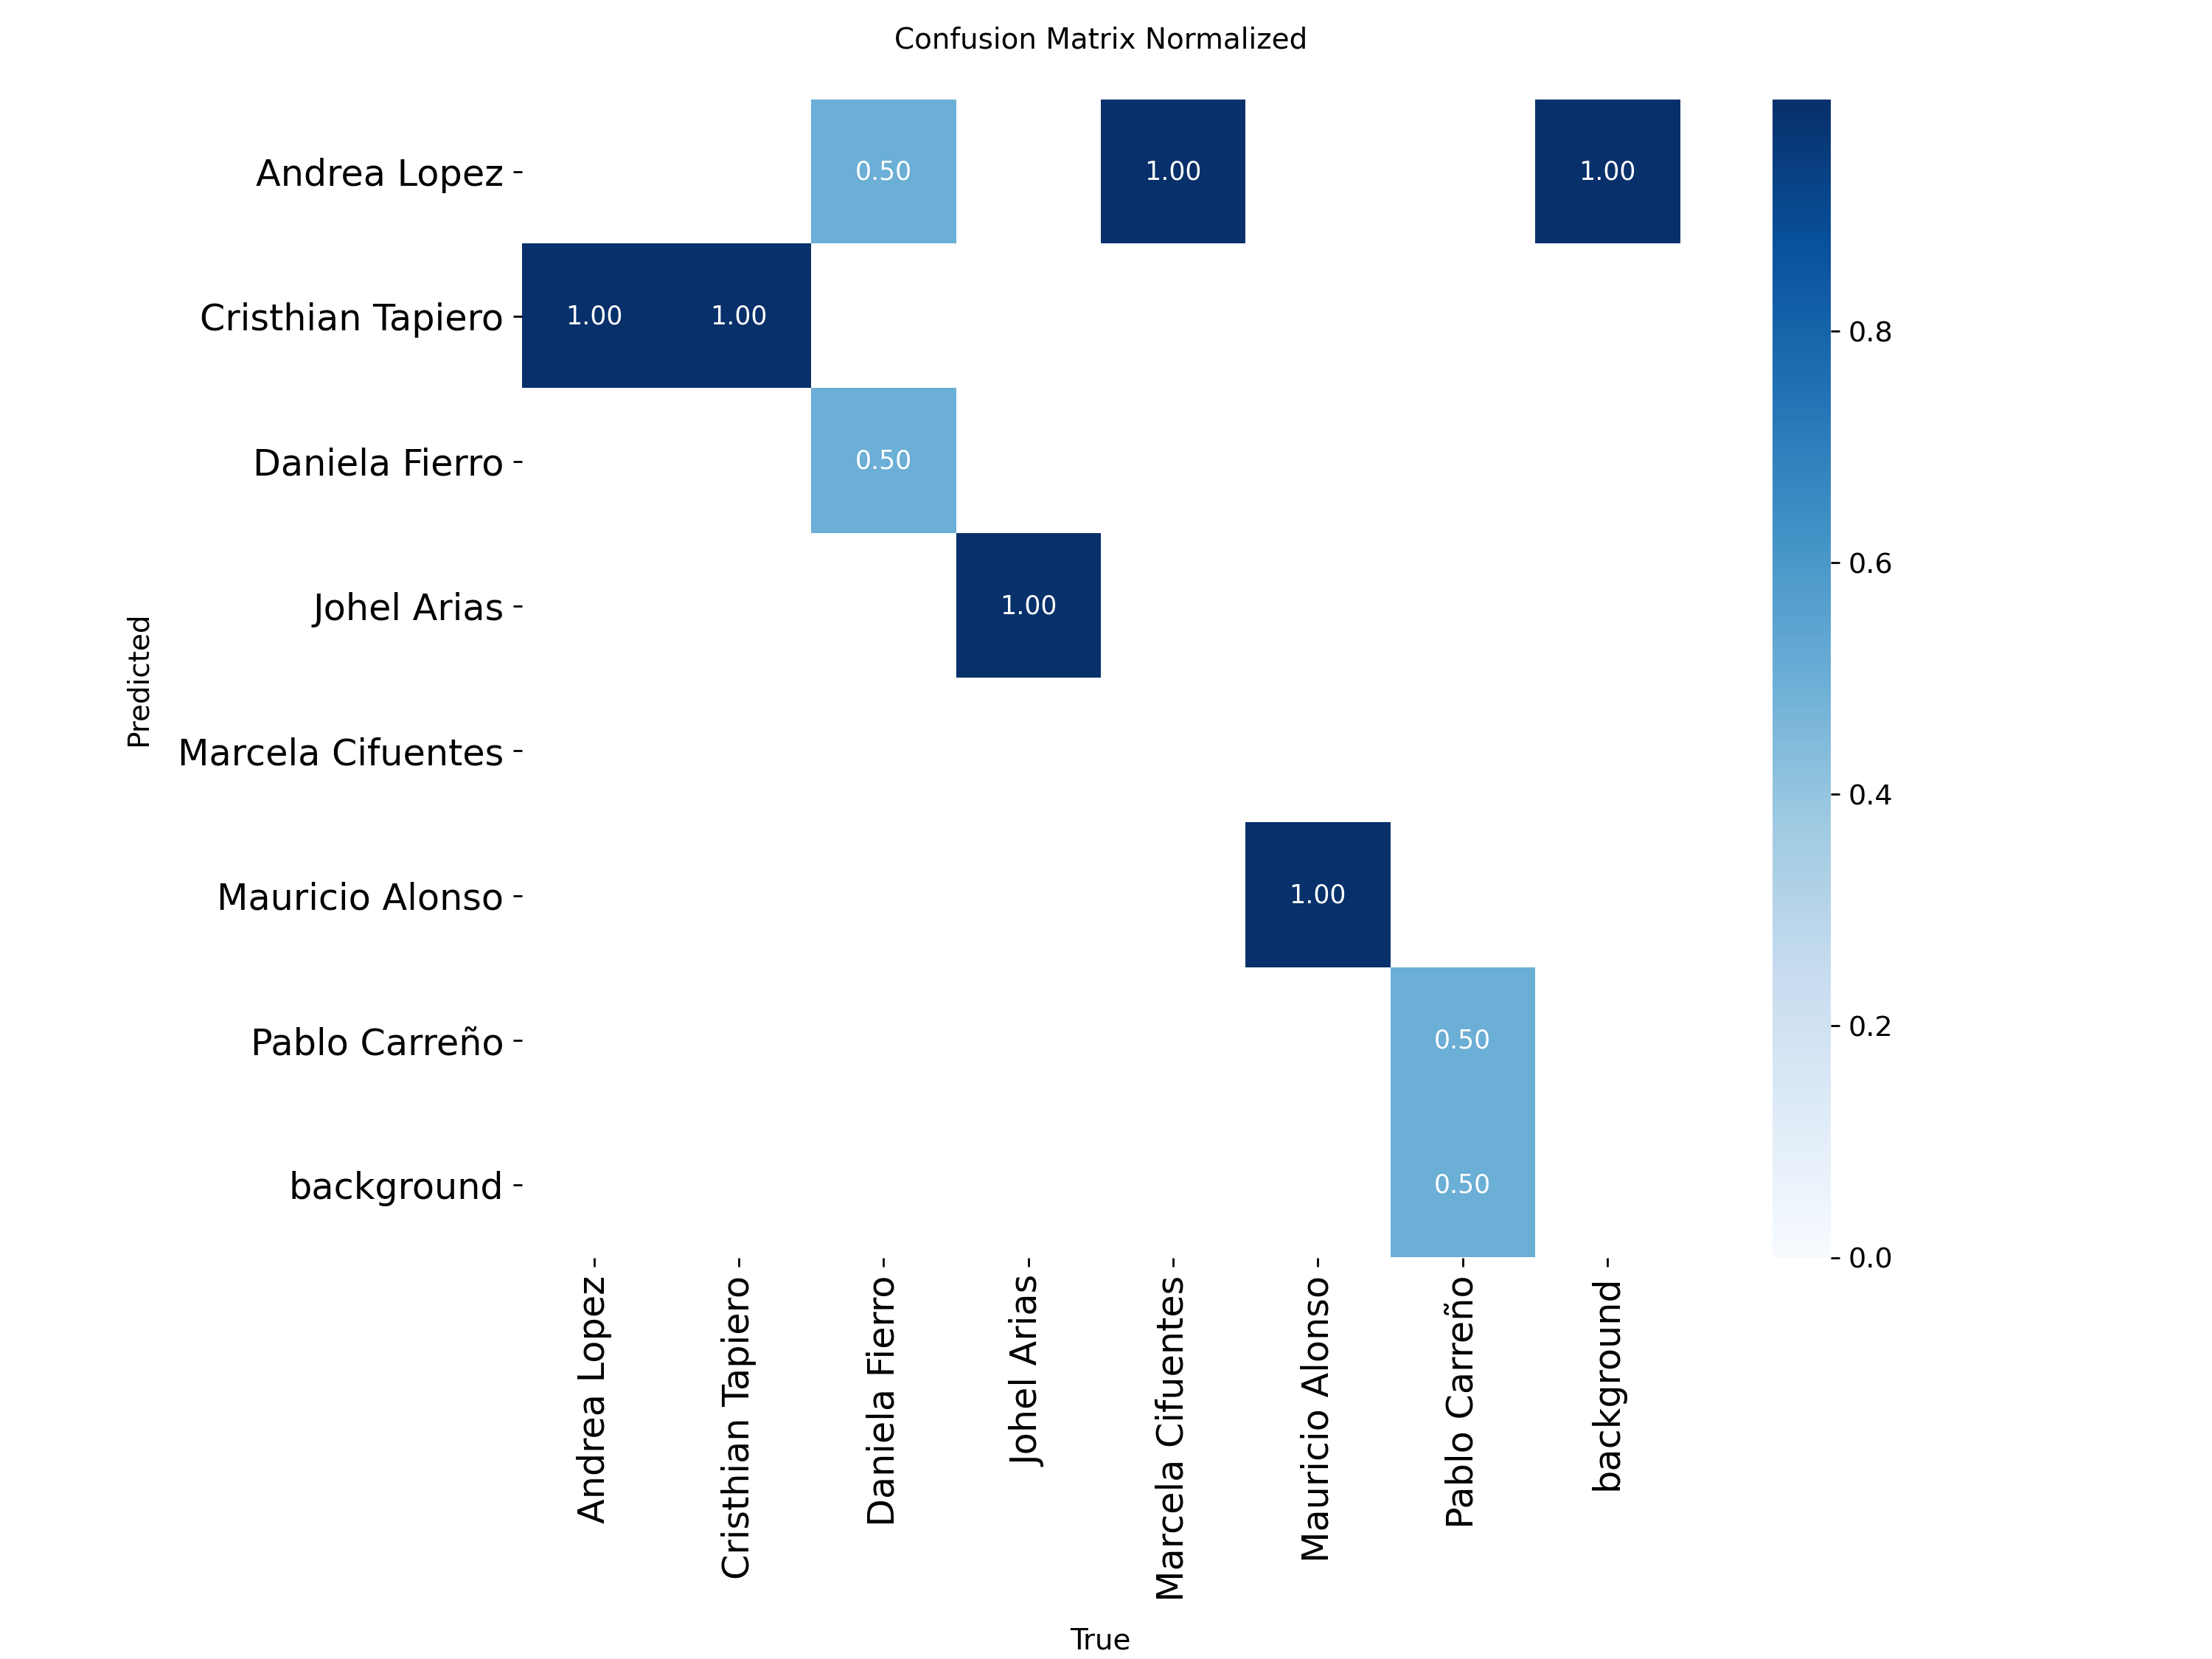 Confusion Matrix Normalized
Andrea Lopez
0.50
1.00
1.00
Cristhian Tapiero
1.00
1.00
0.8
Daniela Fierro
0.50
Johel Arias
1.00
0.6
Predicted
Marcela Cifuentes
0.4
Mauricio Alonso
1.00
Pablo Carreño
0.50
0.2
background
0.50
0.0
Andrea Lopez
Cristhian Tapiero
Daniela Fierro
Johel Arias
Marcela Cifuentes
Mauricio Alonso
Pablo Carreño
background
True